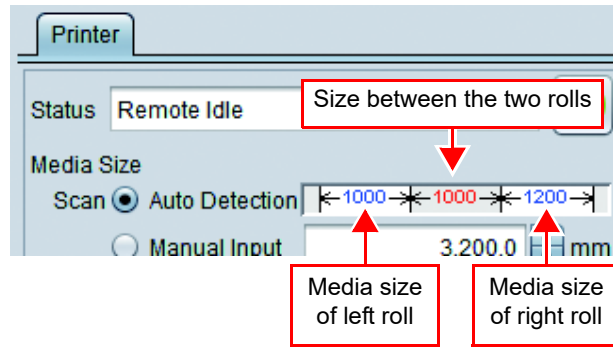 Printer
Size between the two rolls
Status Remote Idle
Media Size
Scan Auto Detection 1000 1000 1200
Manual Input 3,200.0 mm
Media size
of left roll
Media size
of right roll